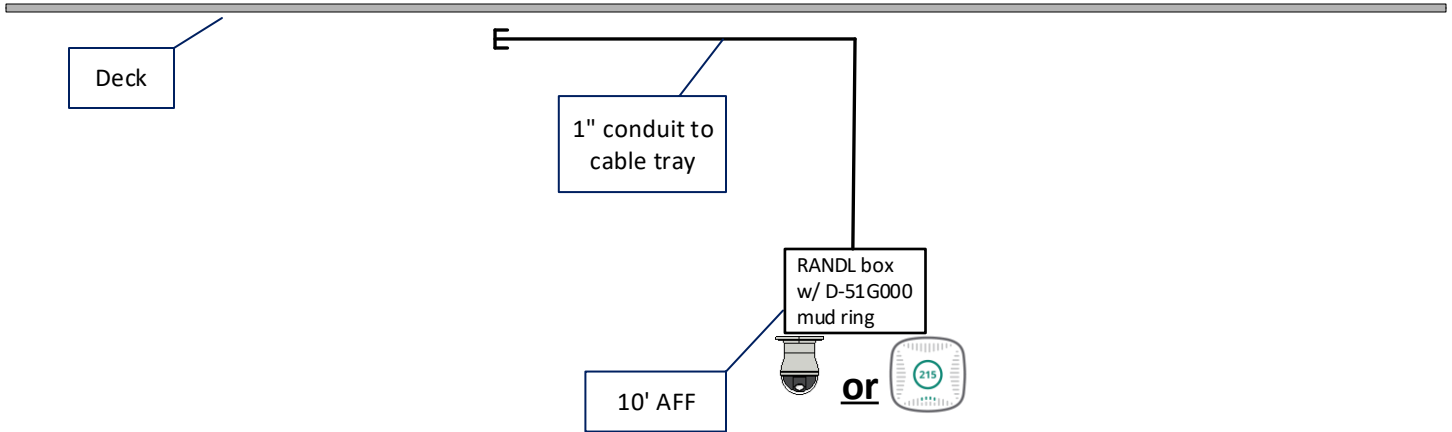 Deck
1" conduit to
cable tray
RANDL box
w/ D-51G000
mud ring
10' AFF
or
215